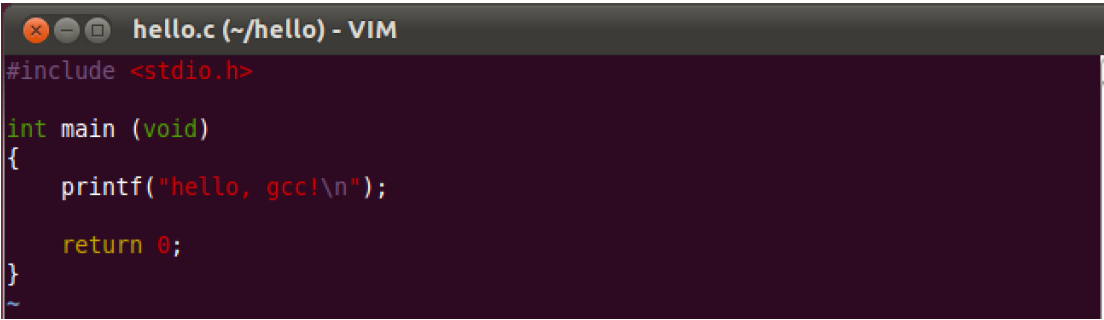 hello.c (~/hello) - VIM
#include <stdio.h>
int main (void)
{
    printf("hello, gcc!\n");
    return 0;
}
~